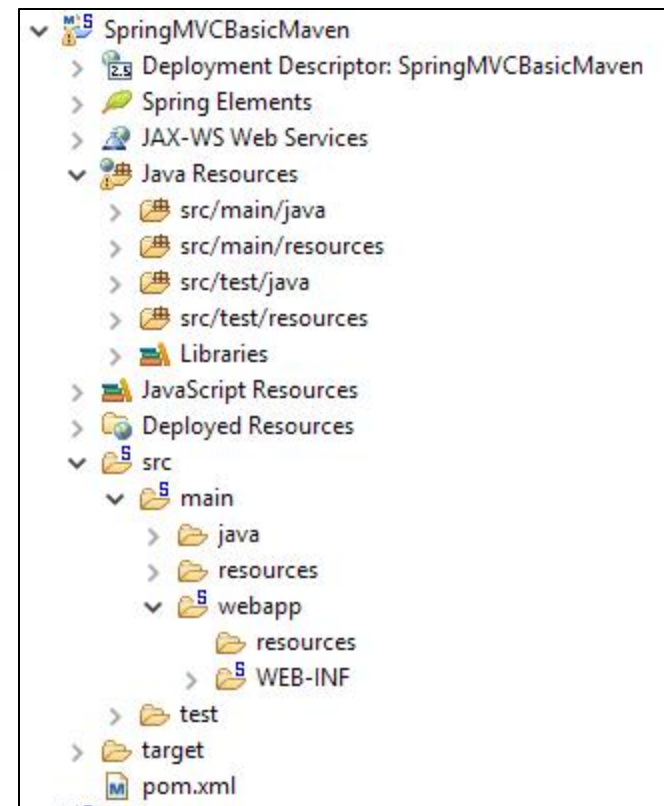 SpringMVCBasicMaven
Deployment Descriptor: SpringMVCBasicMaven
Spring Elements
JAX-WS Web Services
Java Resources
src/main/java
src/main/resources
src/test/java
src/test/resources
Libraries
JavaScript Resources
Deployed Resources
src
main
java
resources
webapp
resources
WEB-INF
test
target
pom.xml